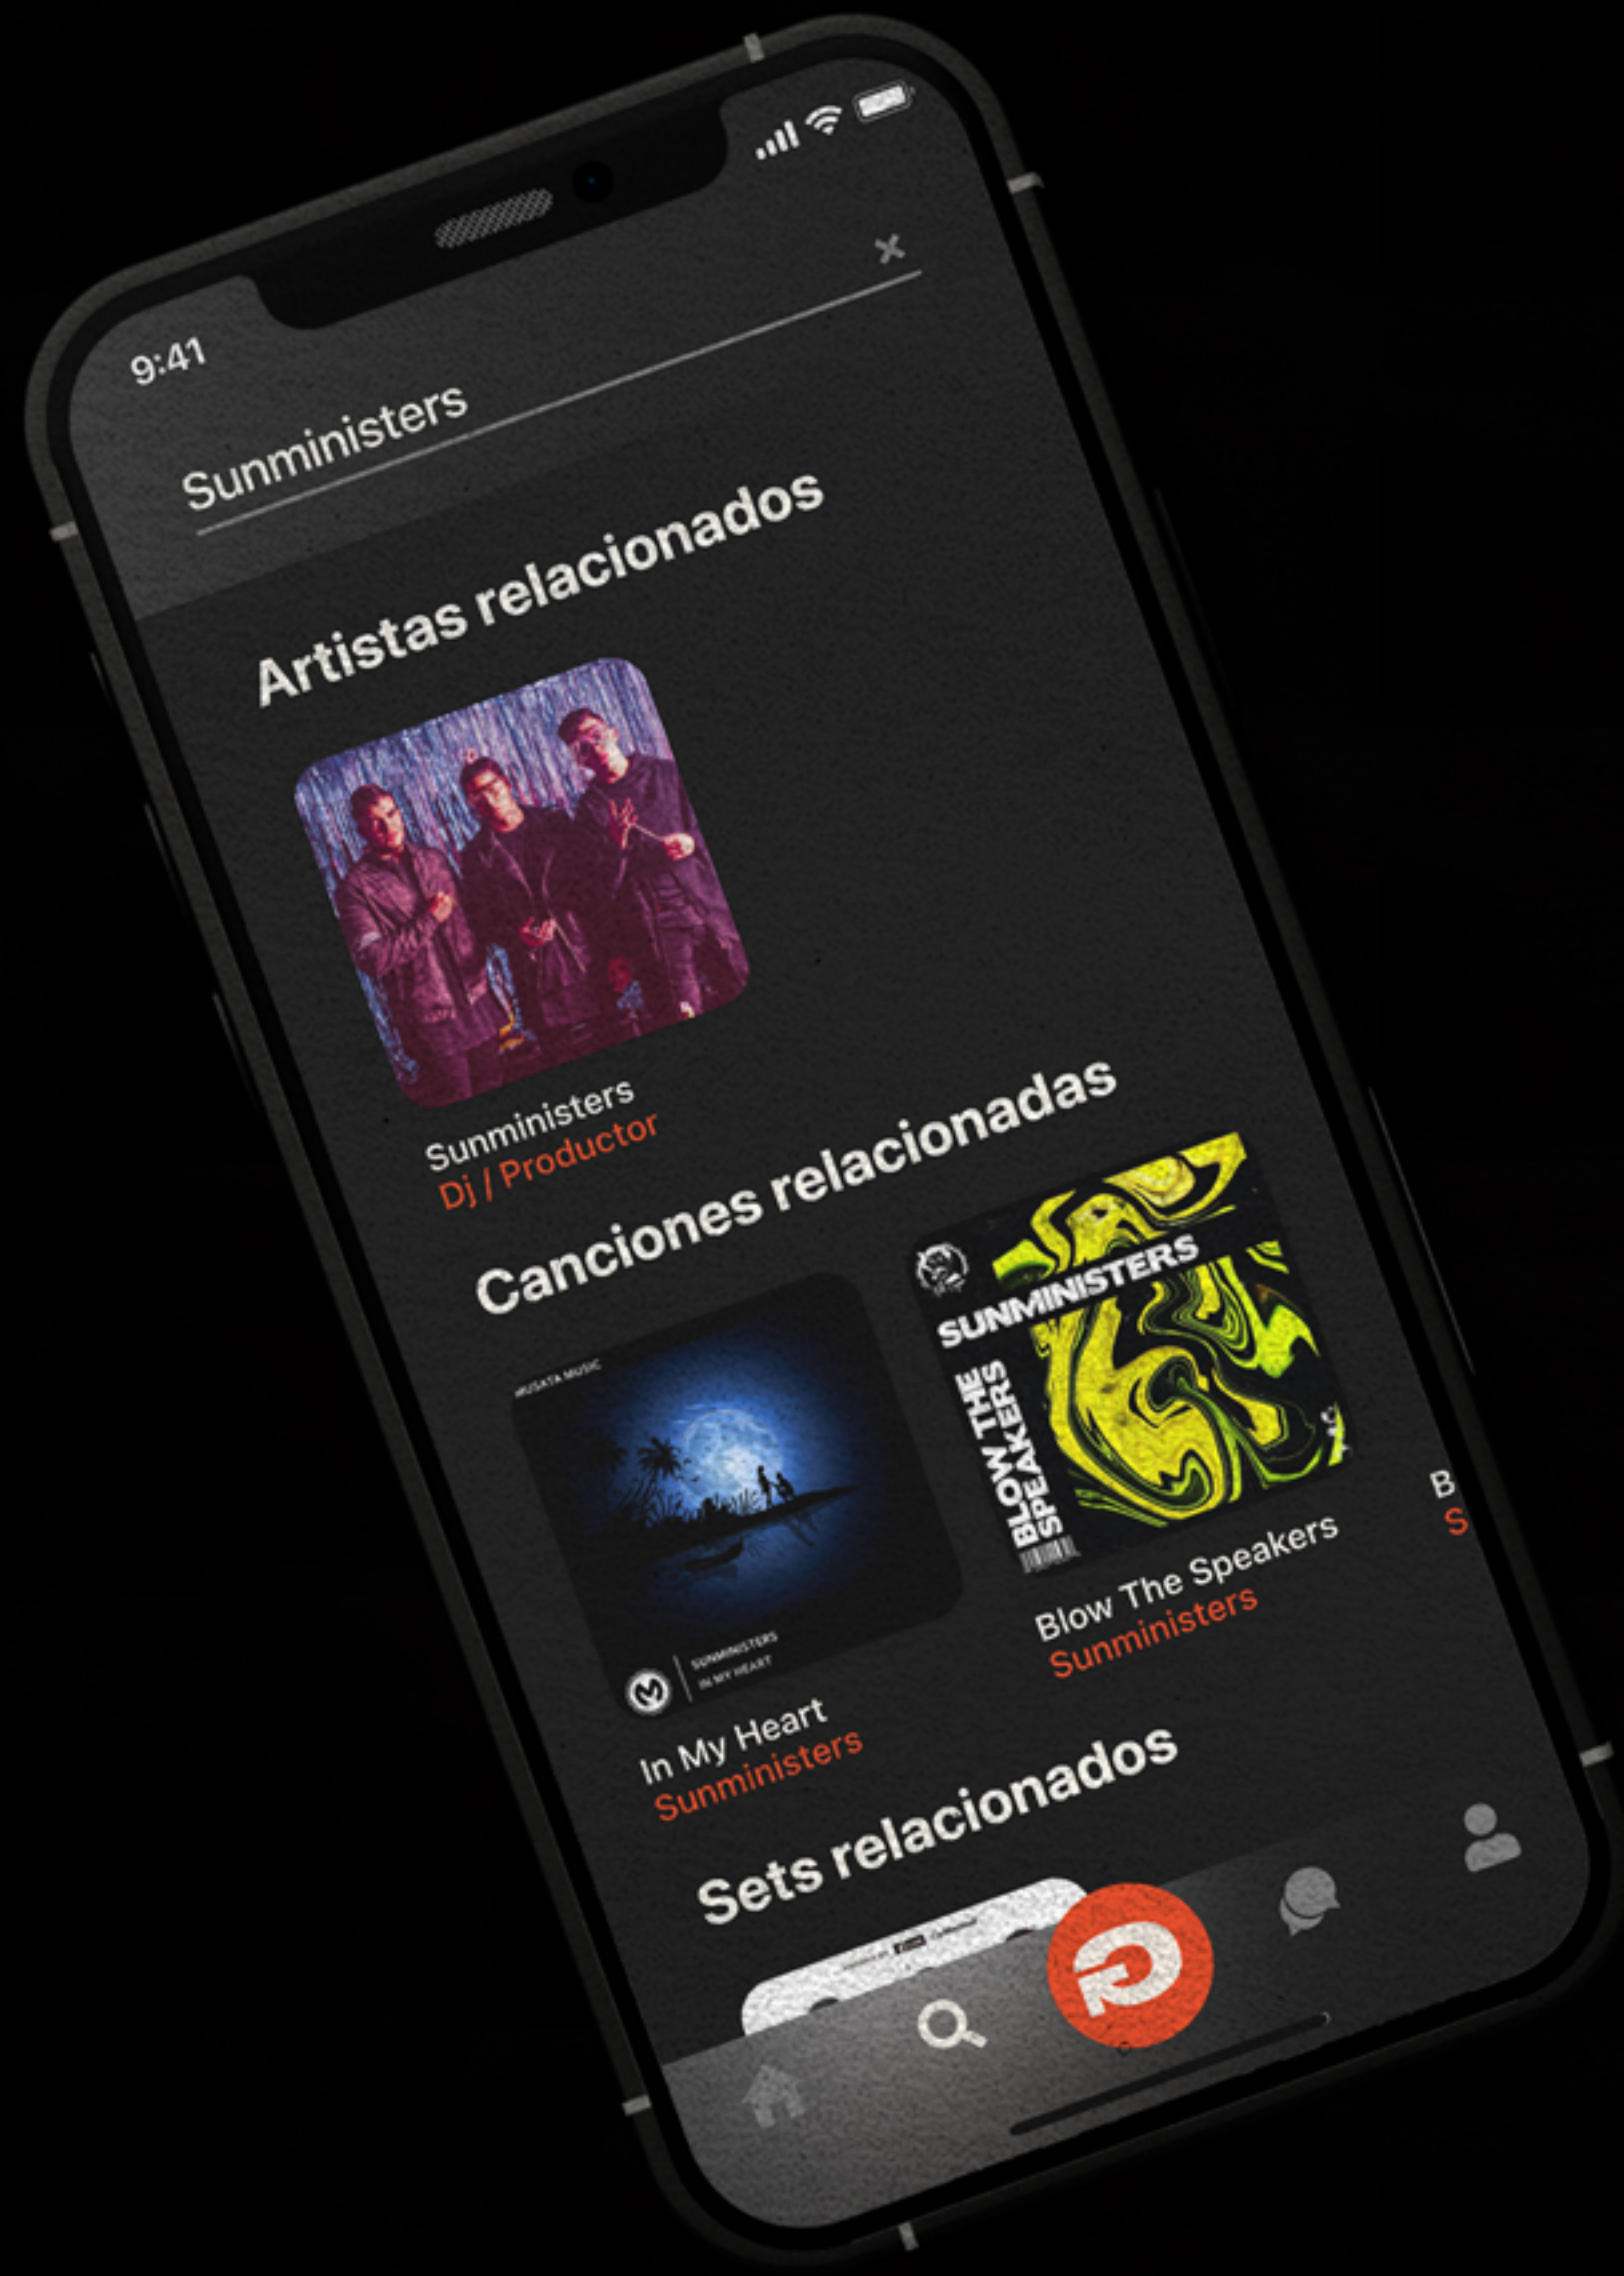 9:41
Sunministers
Artistas relacionados
Sunministers
Dj / Productor
Canciones relacionadas
MUSATA MUSIC
SUNMINISTERS
IN MY HEART
In My Heart
Sunministers
SUNMINISTERS
BLOW THE
SPEAKERS
Blow The Speakers
Sunministers
B
S
Sets relacionados